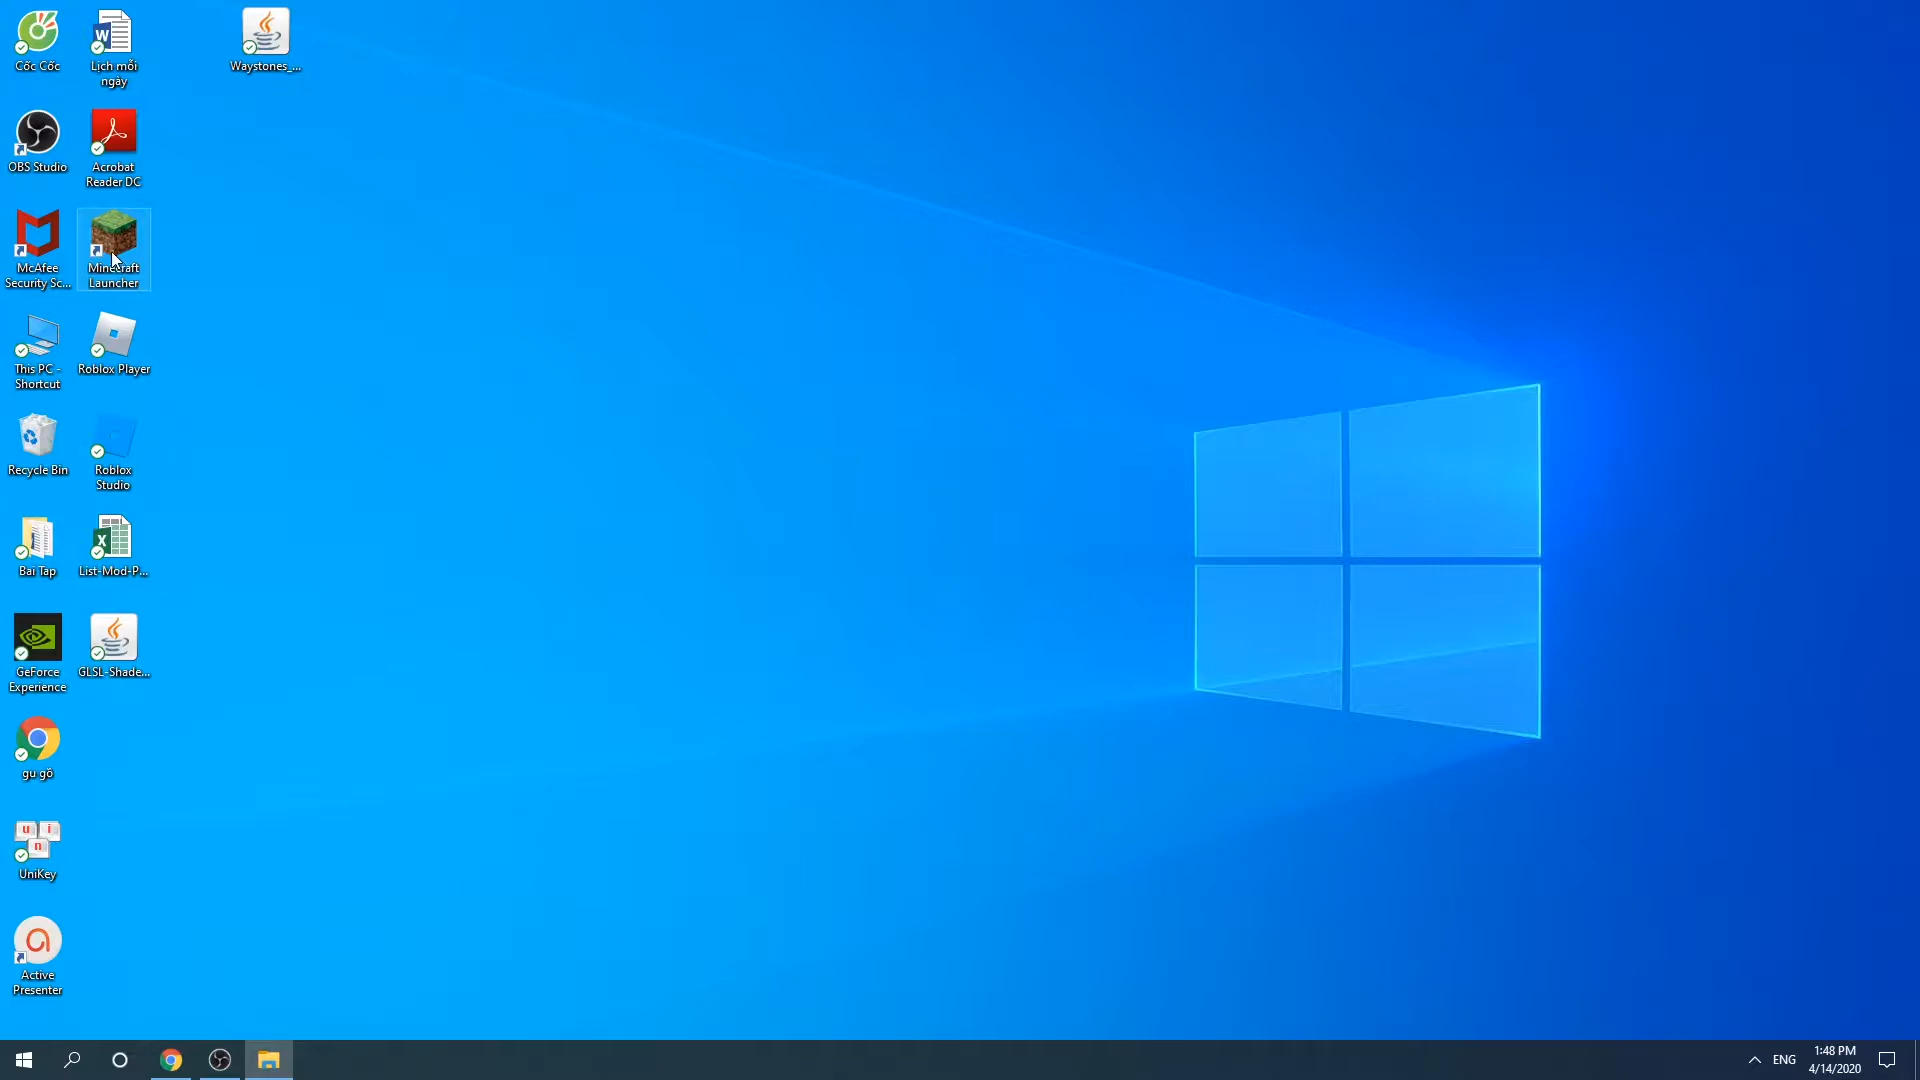 Cốc Cốc
Lịch mỗi
ngày
Waystones_...
OBS Studio
Acrobat
Reader DC
McAfee
Security Sc...
Minecraft
Launcher
This PC -
Shortcut
Roblox Player
Recycle Bin
Roblox
Studio
Bai Tap
List-Mod-P...
GeForce
Experience
GLSL-Shade...
gu gồ
UniKey
Active
Presenter
ENG
1:48 PM
4/14/2020